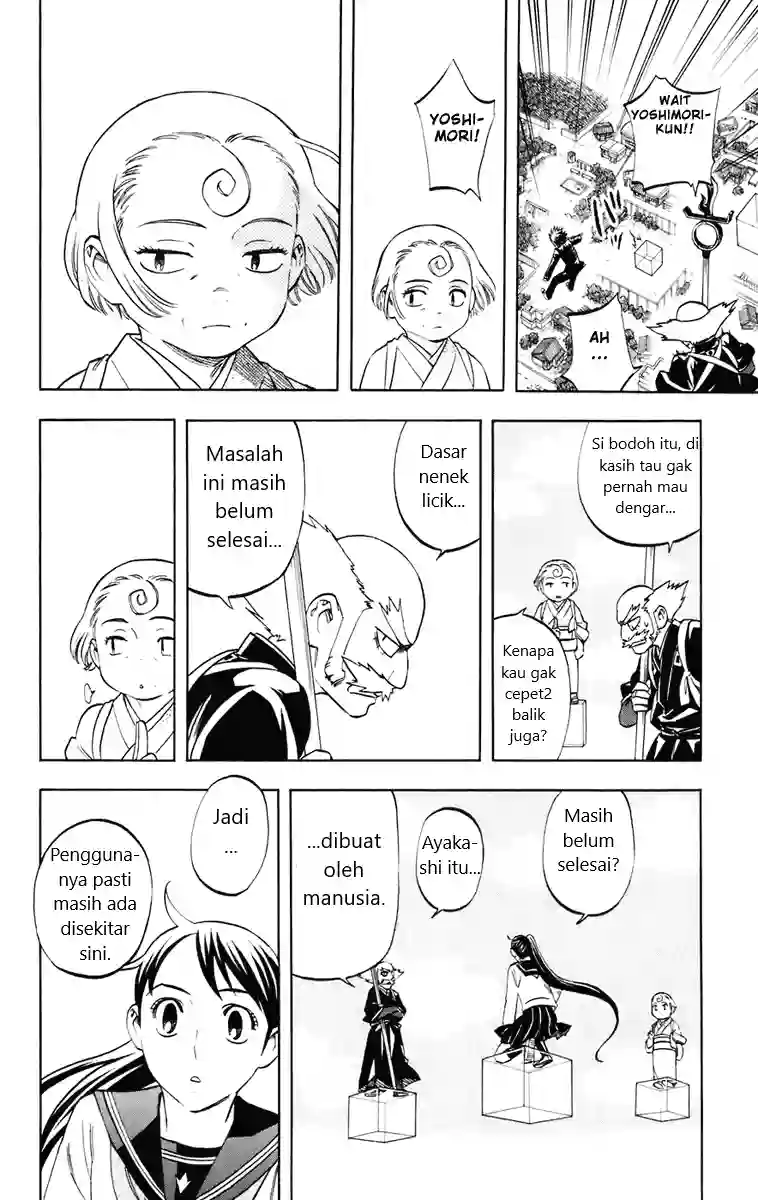 WAIT
YOSHIMORI-
KUN!!
AH
...
YOSHI-
MORI!
Si bodoh itu, di
kasih tau gak
pernah mau
dengar...
Kenapa
kau gak
cepet2
balik
juga?
Dasar
nenek
licik...
Masalah
ini masih
belum
selesai...
Masih
belum
selesai?
Ayaka-
shi itu...
...dibuat
oleh
manusia.
Jadi
...
Pengguna-
nya pasti
masih ada
disekitar
sini.